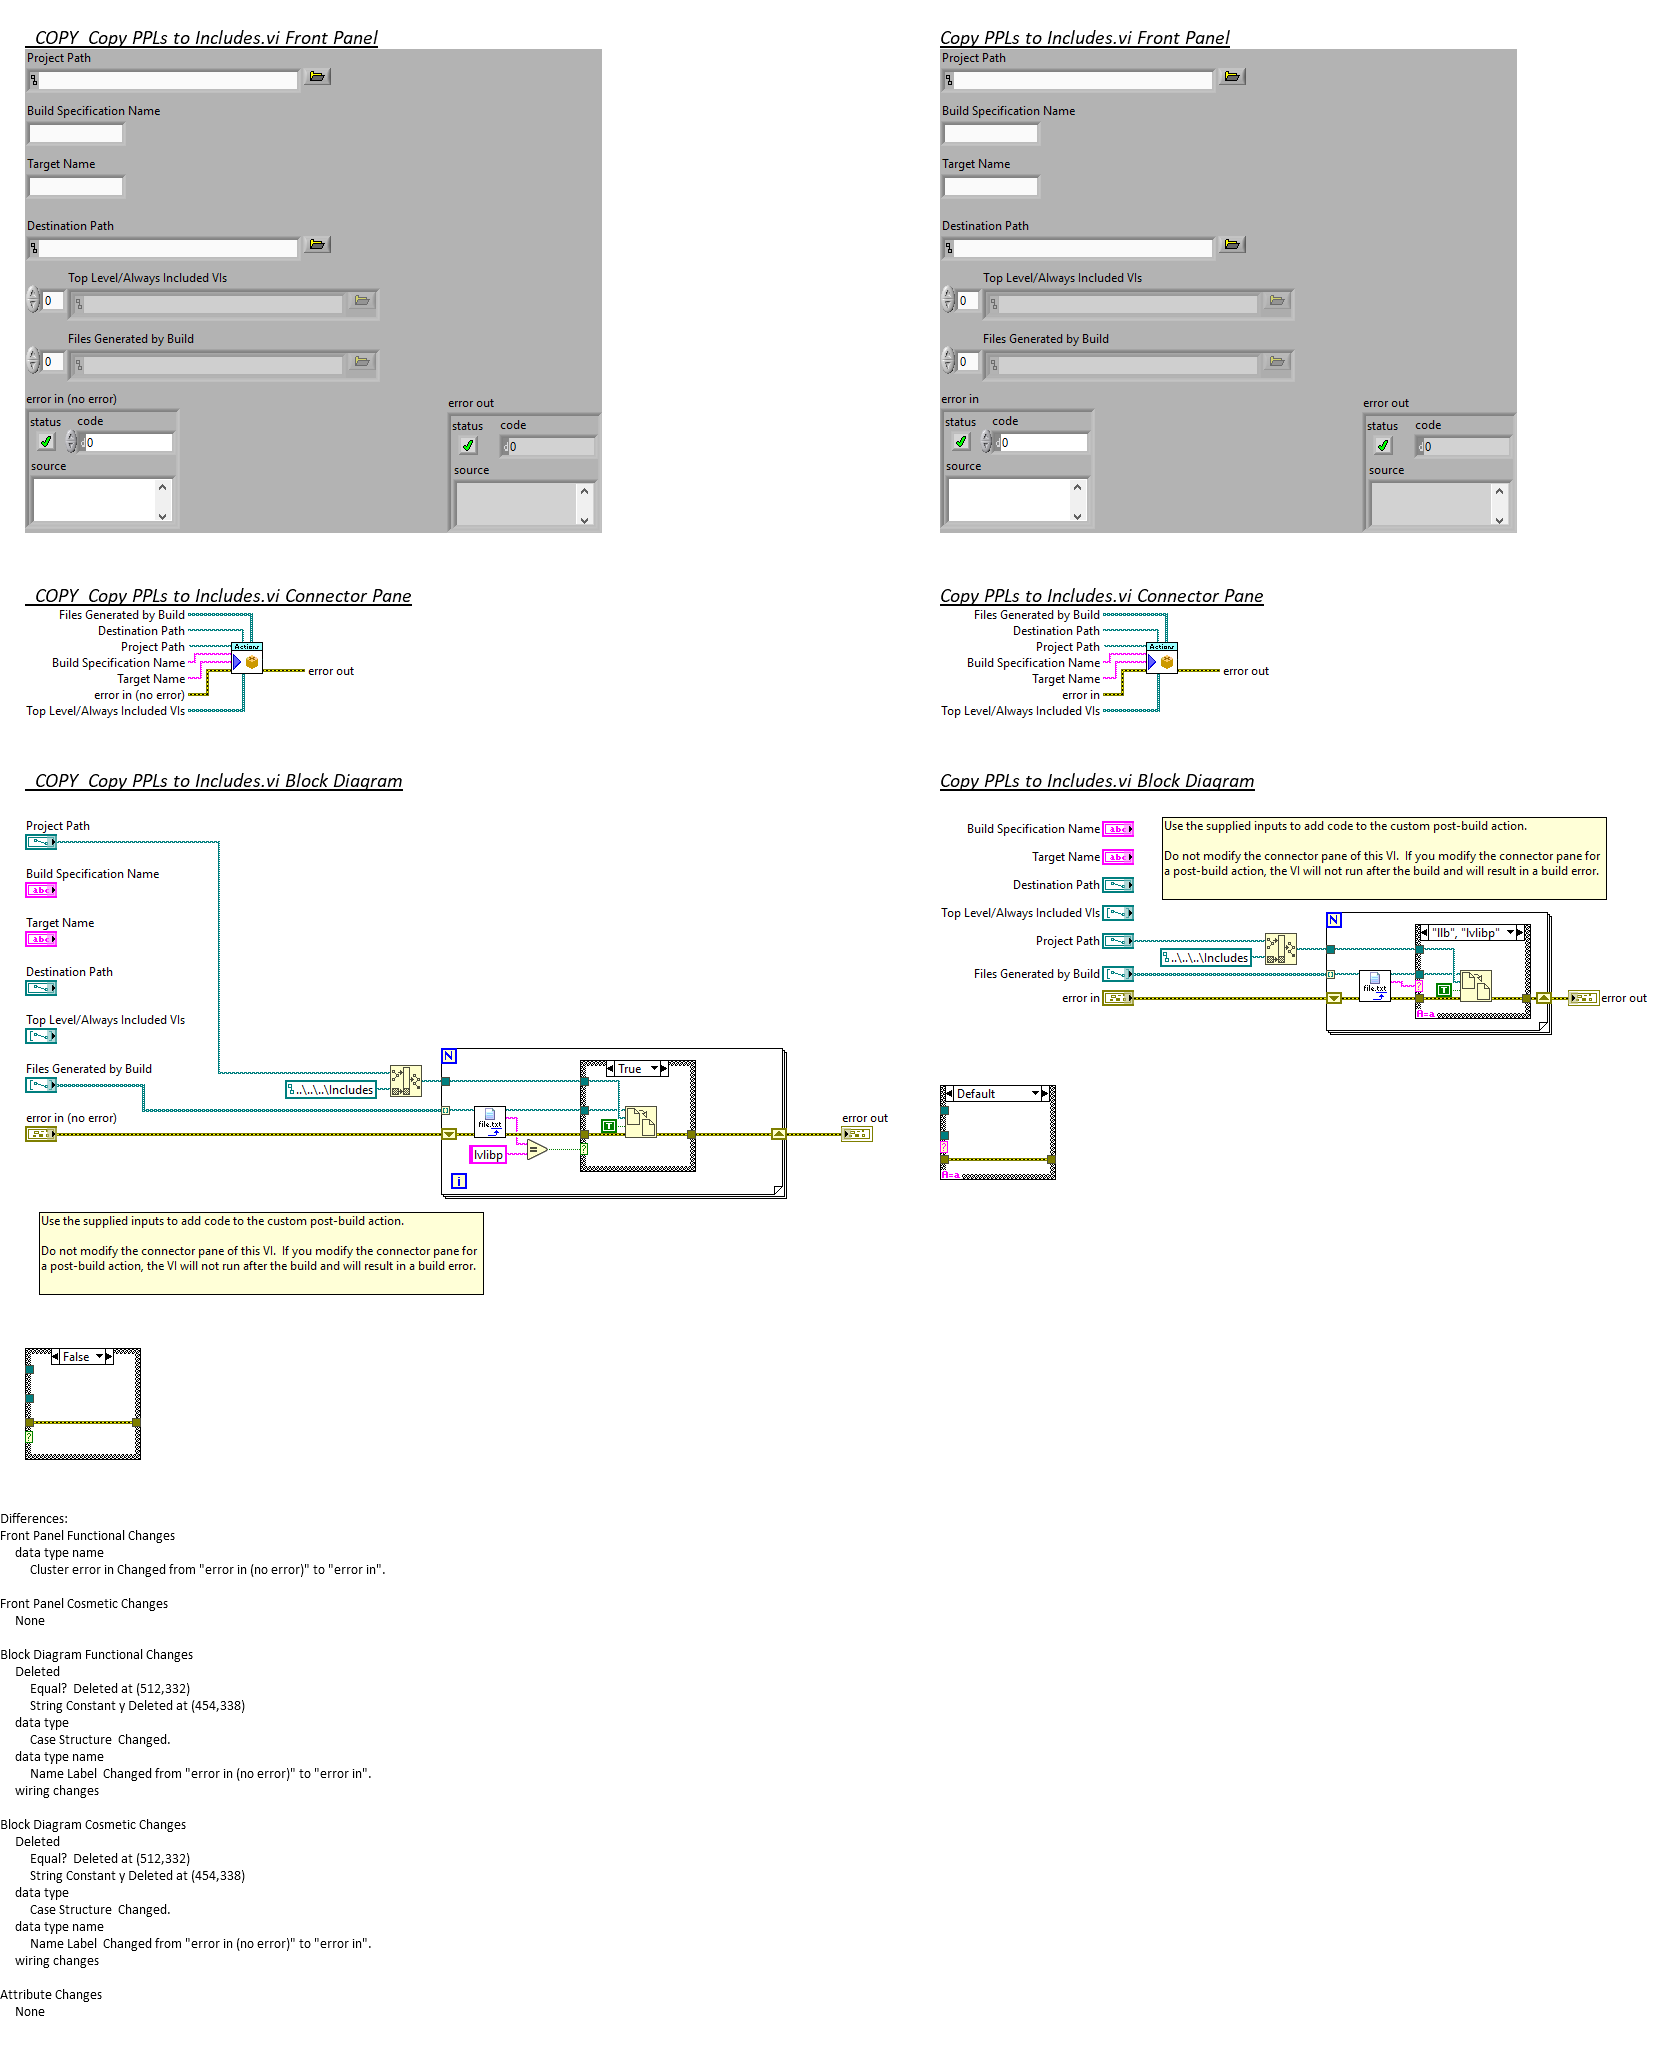 _COPY_Copy PPLs to Includes.vi Front Panel
Project Path
Build Specification Name
Target Name
Destination Path
Top Level/Always Included VIs
0
Files Generated by Build
0
error in (no error)
status code
0
source
error out
status code
0
source
Copy PPLs to Includes.vi Front Panel
Project Path
Build Specification Name
Target Name
Destination Path
Top Level/Always Included VIs
0
Files Generated by Build
0
error in
status code
0
source
error out
status code
0
source
_COPY_Copy PPLs to Includes.vi Connector Pane
Files Generated by Build
Destination Path
Project Path
Actions
Build Specification Name
error out
Target Name
error in (no error)
Top Level/Always Included VIs
Copy PPLs to Includes.vi Connector Pane
Files Generated by Build
Destination Path
Project Path
Actions
Build Specification Name
error out
Target Name
error in
Top Level/Always Included VIs
_COPY_Copy PPLs to Includes.vi Block Diagram
Project Path
Build Specification Name
abc
Target Name
abc
Destination Path
Top Level/Always Included VIs
Files Generated by Build
..\..\..\Includes
N
True
error in (no error)
file.txt
T
error out
lvlibp
=
?
i
Use the supplied inputs to add code to the custom post-build action.
Do not modify the connector pane of this VI.  If you modify the connector pane for
a post-build action, the VI will not run after the build and will result in a build error.
False
?
Copy PPLs to Includes.vi Block Diagram
Build Specification Name abc
Target Name abc
Destination Path
Top Level/Always Included VIs
Project Path
..\..\..\Includes
Files Generated by Build
error in
Use the supplied inputs to add code to the custom post-build action.
Do not modify the connector pane of this VI.  If you modify the connector pane for
a post-build action, the VI will not run after the build and will result in a build error.
N
"llb", "lvlibp"
file.txt
?
T
A=a
error out
Default
?
A=a
Differences:
Front Panel Functional Changes
data type name
Cluster error in Changed from "error in (no error)" to "error in".
Front Panel Cosmetic Changes
None
Block Diagram Functional Changes
Deleted
Equal?  Deleted at (512,332)
String Constant y Deleted at (454,338)
data type
Case Structure  Changed.
data type name
Name Label  Changed from "error in (no error)" to "error in".
wiring changes
Block Diagram Cosmetic Changes
Deleted
Equal?  Deleted at (512,332)
String Constant y Deleted at (454,338)
data type
Case Structure  Changed.
data type name
Name Label  Changed from "error in (no error)" to "error in".
wiring changes
Attribute Changes
None